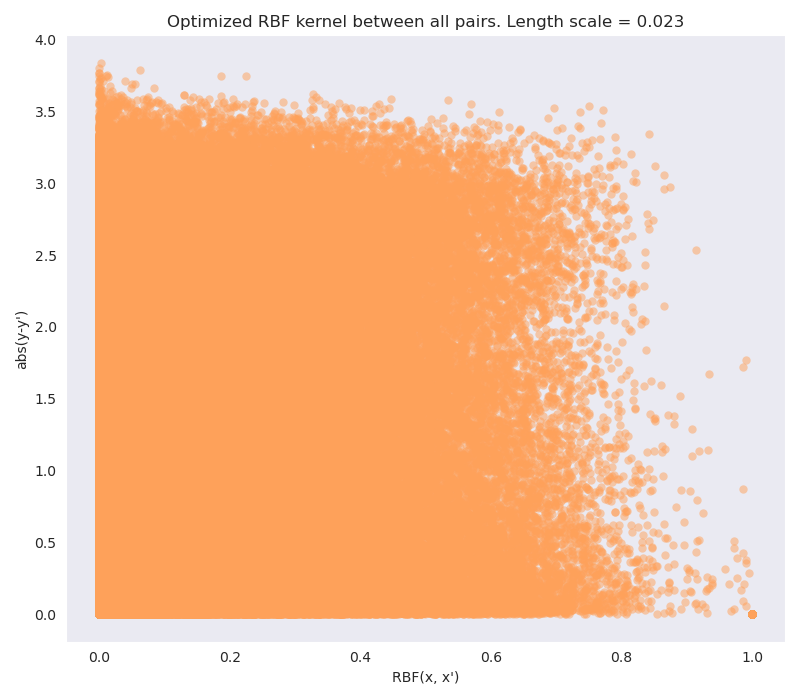 Optimized RBF kernel between all pairs. Length scale = 0.023
4.0
3.5
3.0
2.5
2.0
1.5
1.0
0.5
0.0
abs(y-y')
0.0 0.2 0.4 0.6 0.8 1.0
RBF(x, x')